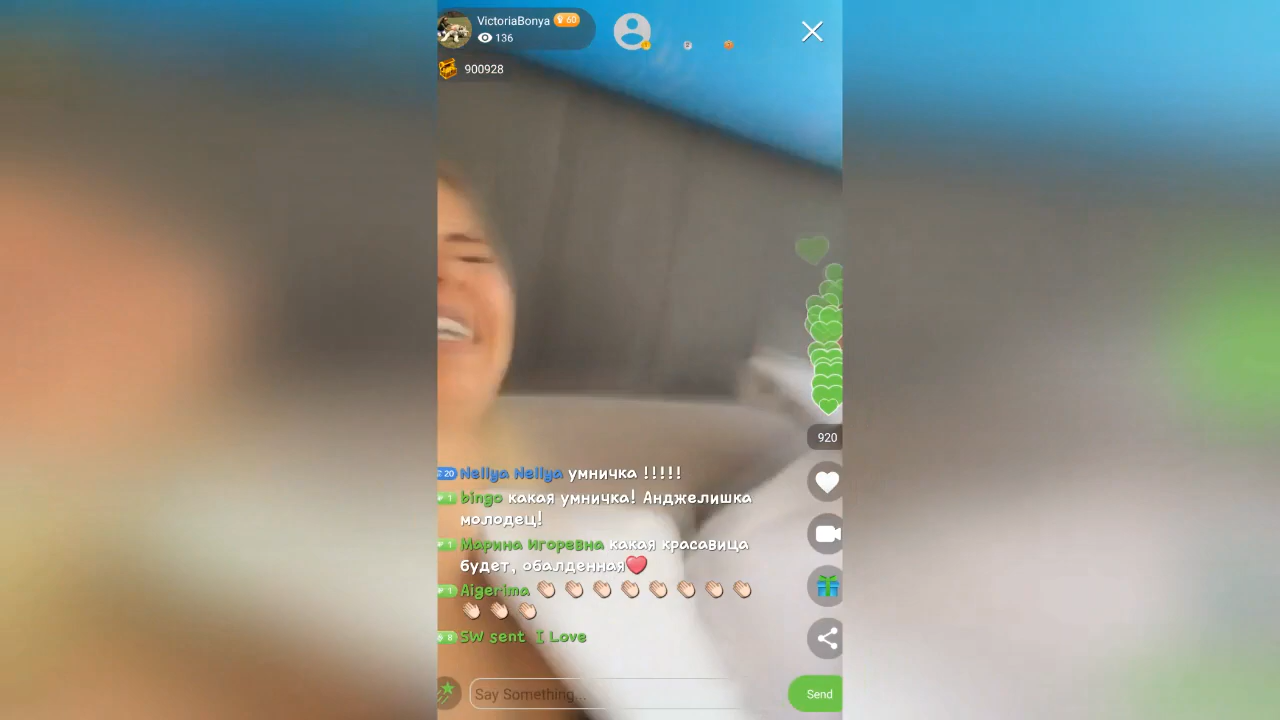 VictoriaBonya 60
136
900928
920
20 Nellya Nellya умничка !!!!!
1 bingo какая умничка! Анджелишка
молодец!
1 Марина Игоревна какая красавица
будет, обалденная❤️
1 Aigerima 👏🏻 👏🏻 👏🏻 👏🏻 👏🏻 👏🏻 👏🏻 👏🏻
👏🏻 👏🏻 👏🏻
8 SW sent I Love
Say Something...
Send